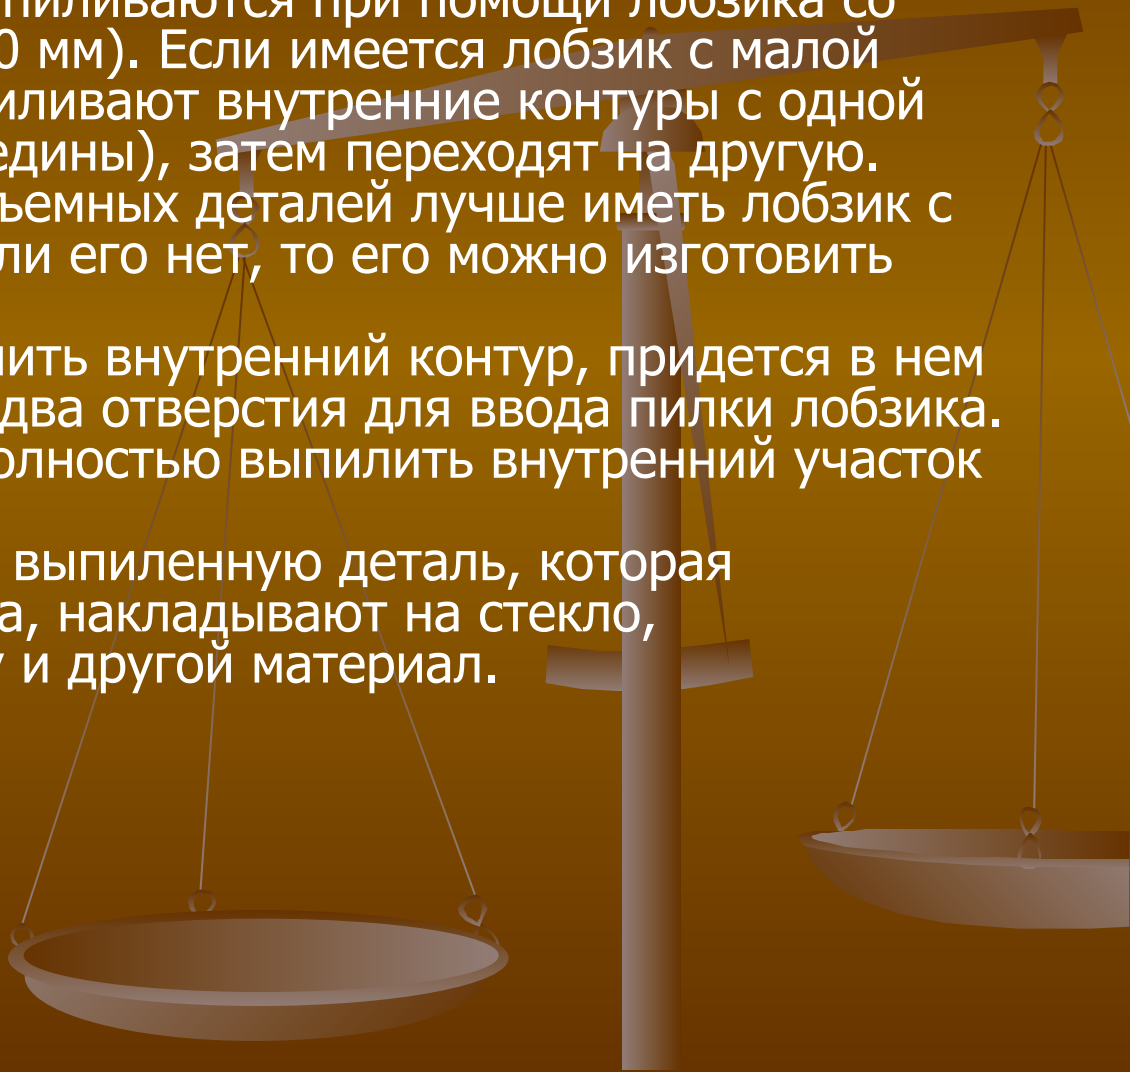 пиливаются при помощи лобзика со
0 мм). Если имеется лобзик с малой
иливают внутренние контуры с одной
едины), затем переходят на другую.
ъемных деталей лучше иметь лобзик с
ли его нет, то его можно изготовить
ить внутренний контур, придется в нем
два отверстия для ввода пилки лобзика.
олностью выпилить внутренний участок
выпиленную деталь, которая
а, накладывают на стекло,
у и другой материал.